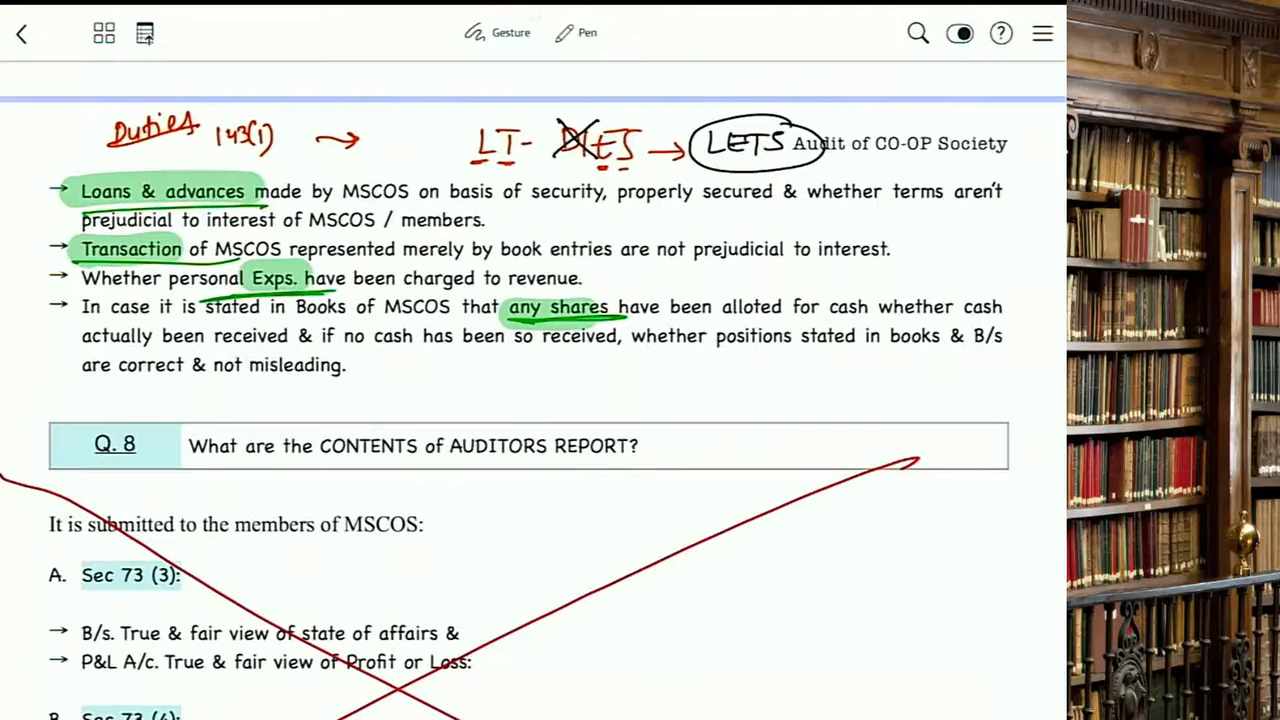 Gesture Pen
Duties 143(1) → LT- → LETS Audit of CO-OP Society
→ Loans & advances made by MSCOS on basis of security, properly secured & whether terms aren't
prejudicial to interest of MSCOS / members.
→ Transaction of MSCOS represented merely by book entries are not prejudicial to interest.
→ Whether personal Exps. have been charged to revenue.
→ In case it is stated in Books of MSCOS that any shares have been alloted for cash whether cash
actually been received & if no cash has been so received, whether positions stated in books & B/s
are correct & not misleading.
Q. 8 What are the CONTENTS of AUDITORS REPORT?
It is submitted to the members of MSCOS:
A. Sec 73 (3):
→ B/s. True & fair view of state of affairs &
→ P&L A/c. True & fair view of Profit or Loss:
B. Sec 73 (4):